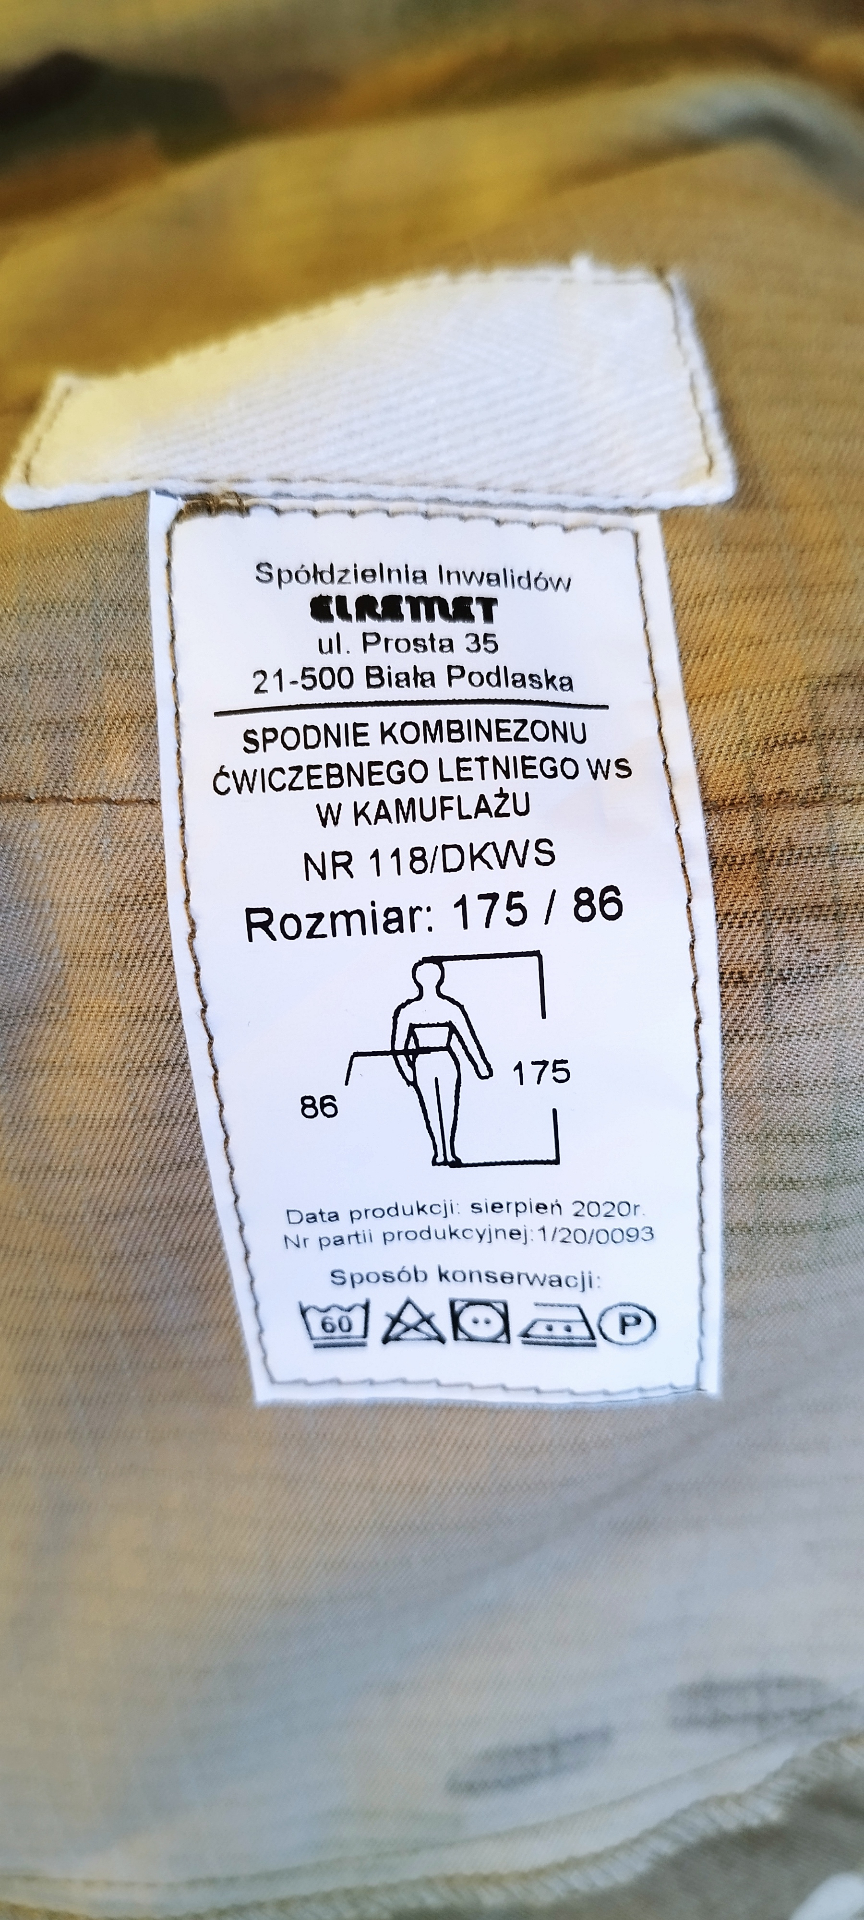 Spółdzielnia Inwalidów
ELREMET
ul. Prosta 35
21-500 Biała Podlaska
SPODNIE KOMBINEZONU
ĆWICZEBNEGO LETNIEGO WS
W KAMUFLAŻU
NR 118/DKWS
Rozmiar: 175 / 86
175
86
Data produkcji: sierpień 2020r.
Nr partii produkcyjnej:1/20/0093
Sposób konserwacji:
60 P